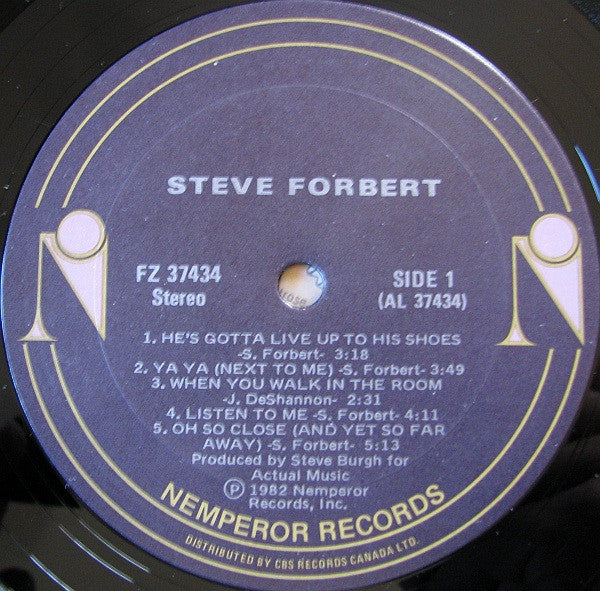 STEVE FORBERT
FZ 37434
Stereo
SIDE 1
(AL 37434)
1. HE'S GOTTA LIVE UP TO HIS SHOES
-S. Forbert- 3:18
2. YA YA (NEXT TO ME) -S. Forbert- 3:49
3. WHEN YOU WALK IN THE ROOM
-J. DeShannon- 2:31
4. LISTEN TO ME -S. Forbert- 4:11
5. OH SO CLOSE (AND YET SO FAR
AWAY) -S. Forbert- 5:13
Produced by Steve Burgh for
Actual Music
Ⓟ 1982 Nemperor
Records, Inc.
NEMPEROR RECORDS
DISTRIBUTED BY CBS RECORDS CANADA LTD.